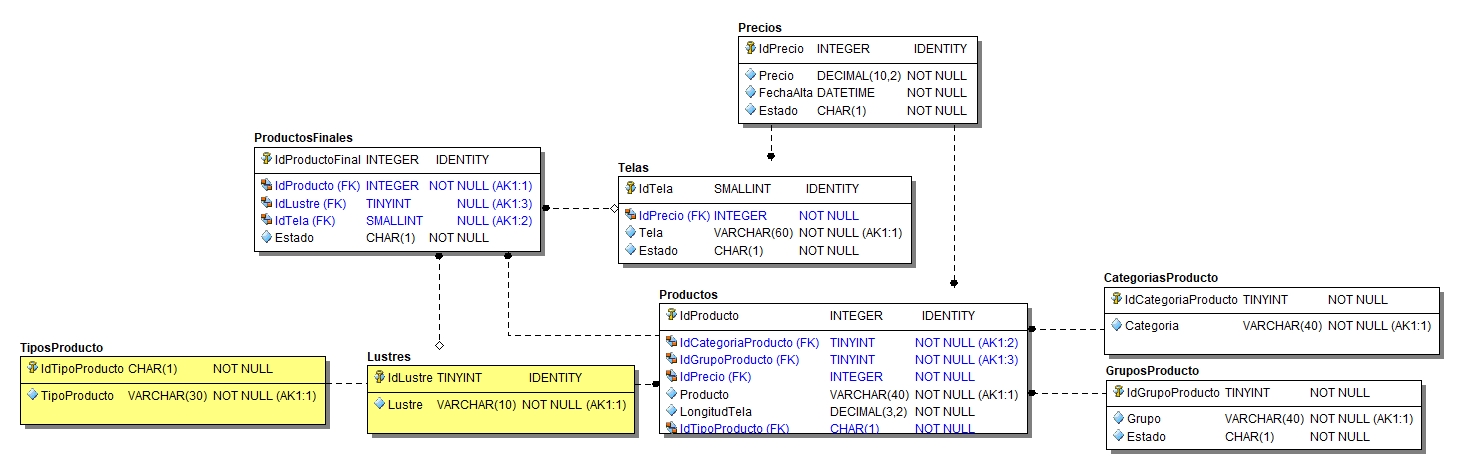 Precios
IdPrecio INTEGER IDENTITY
Precio DECIMAL(10,2) NOT NULL
FechaAlta DATETIME NOT NULL
Estado CHAR(1) NOT NULL
ProductosFinales
IdProductoFinal INTEGER IDENTITY
IdProducto (FK) INTEGER NOT NULL (AK1:1)
IdLustre (FK) TINYINT NULL (AK1:3)
IdTela (FK) SMALLINT NULL (AK1:2)
Estado CHAR(1) NOT NULL
Telas
IdTela SMALLINT IDENTITY
IdPrecio (FK) INTEGER NOT NULL
Tela VARCHAR(60) NOT NULL (AK1:1)
Estado CHAR(1) NOT NULL
CategoriasProducto
IdCategoriaProducto TINYINT NOT NULL
Categoria VARCHAR(40) NOT NULL (AK1:1)
Productos
IdProducto INTEGER IDENTITY
IdCategoriaProducto (FK) TINYINT NOT NULL (AK1:2)
IdGrupoProducto (FK) TINYINT NOT NULL (AK1:3)
IdPrecio (FK) INTEGER NOT NULL
Producto VARCHAR(40) NOT NULL (AK1:1)
LongitudTela DECIMAL(3,2) NOT NULL
IdTipoProducto (FK) CHAR(1) NOT NULL
TiposProducto
IdTipoProducto CHAR(1) NOT NULL
TipoProducto VARCHAR(30) NOT NULL (AK1:1)
Lustres
IdLustre TINYINT IDENTITY
Lustre VARCHAR(10) NOT NULL (AK1:1)
GruposProducto
IdGrupoProducto TINYINT NOT NULL
Grupo VARCHAR(40) NOT NULL (AK1:1)
Estado CHAR(1) NOT NULL